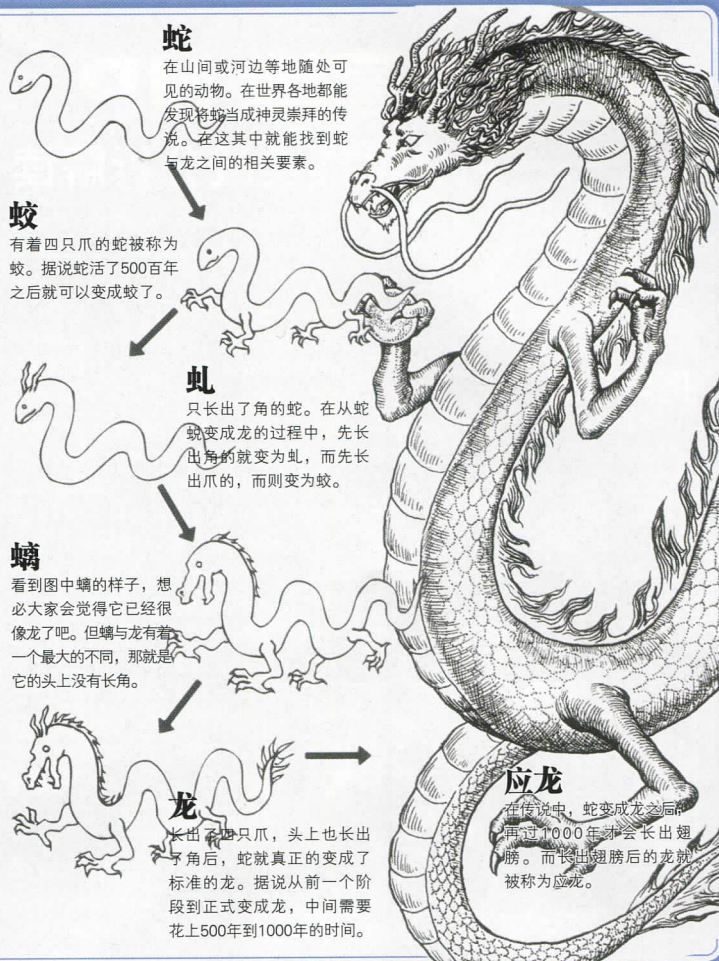 蛇
在山间或河边等地随处可
见的动物。在世界各地都能
发现将蛇当成神灵崇拜的传
说。在这其中就能找到蛇
与龙之间的相关要素。
蛟
有着四只爪的蛇被称为
蛟。据说蛇活了500百年
之后就可以变成蛟了。
虬
只长出了角的蛇。在从蛇
蜕变成龙的过程中，先长
出角的就变为虬，而先长
出爪的，而则变为蛟。
螭
看到图中螭的样子，想
必大家会觉得它已经很
像龙了吧。但螭与龙有着
一个最大的不同，那就是
它的头上没有长角。
龙
长出了四只爪，头上也长出
了角后，蛇就真正的变成了
标准的龙。据说从前一个阶
段到正式变成龙，中间需要
花上500年到1000年的时间。
应龙
在传说中，蛇变成龙之后，
再过1000年才会长出翅
膀。而长出翅膀后的龙就
被称为应龙。